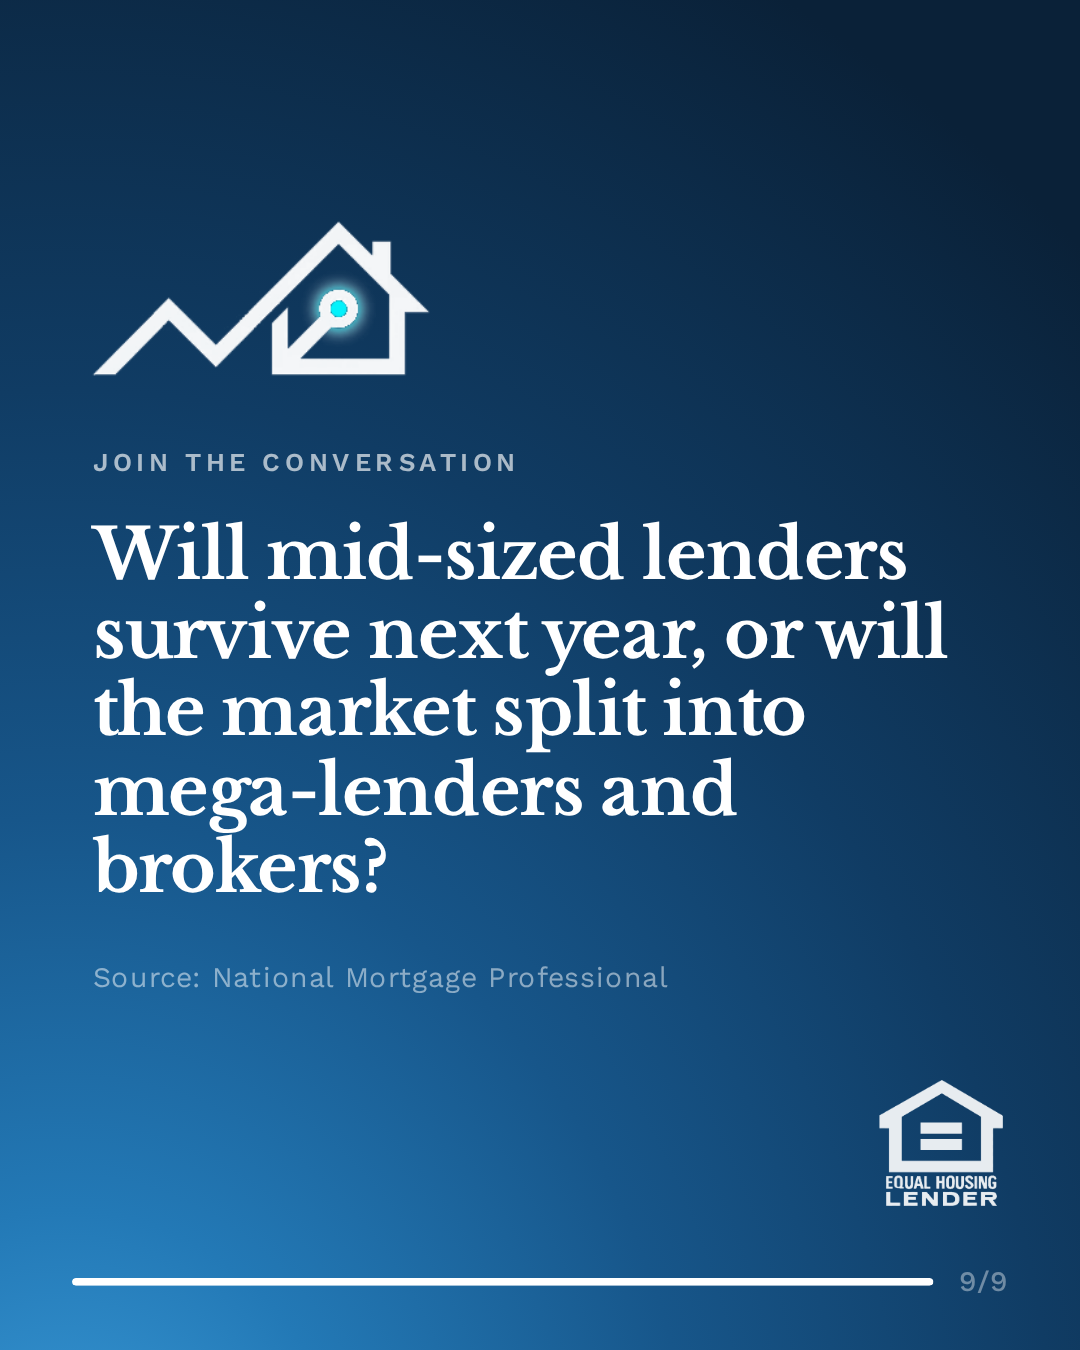 JOIN THE CONVERSATION
Will mid-sized lenders
survive next year, or will
the market split into
mega-lenders and
brokers?
Source: National Mortgage Professional
EQUAL HOUSING
LENDER
9/9